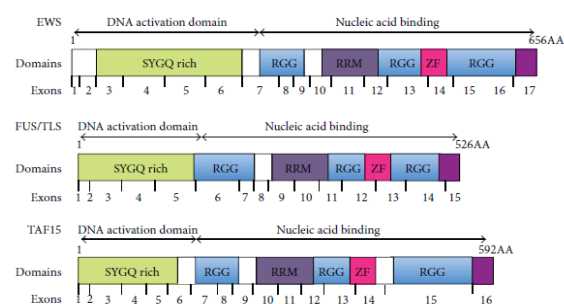 EWS DNA activation domain Nucleic acid binding
1 656AA
Domains SYGQ rich RGG RRM RGG ZF RGG
Exons 1 2 3 4 5 6 7 8 9 10 11 12 13 14 15 16 17
FUS/TLS DNA activation domain Nucleic acid binding
1 526AA
Domains SYGQ rich RGG RRM RGG ZF RGG
Exons 1 2 3 4 5 6 7 8 9 10 11 12 13 14 15
TAF15 DNA activation domain Nucleic acid binding
1 592AA
Domains SYGQ rich RGG RRM RGG ZF RGG
Exons 1 2 3 4 5 6 7 8 9 10 11 12 13 14 15 16